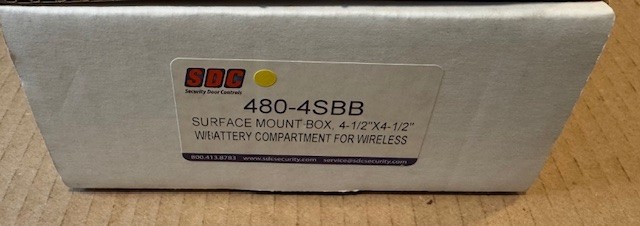 SDC
Security Door Controls
480-4SBB
SURFACE MOUNT BOX, 4-1/2"X4-1/2"
W/BATTERY COMPARTMENT FOR WIRELESS
800.413.8783 www.sdcsecurity.com service@sdcsecurity.com